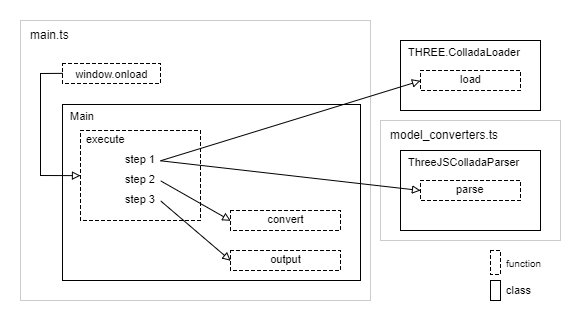 main.ts
window.onload
Main
execute
step 1
step 2
step 3
convert
output
THREE.ColladaLoader
load
model_converters.ts
ThreeJSColladaParser
parse
function
class